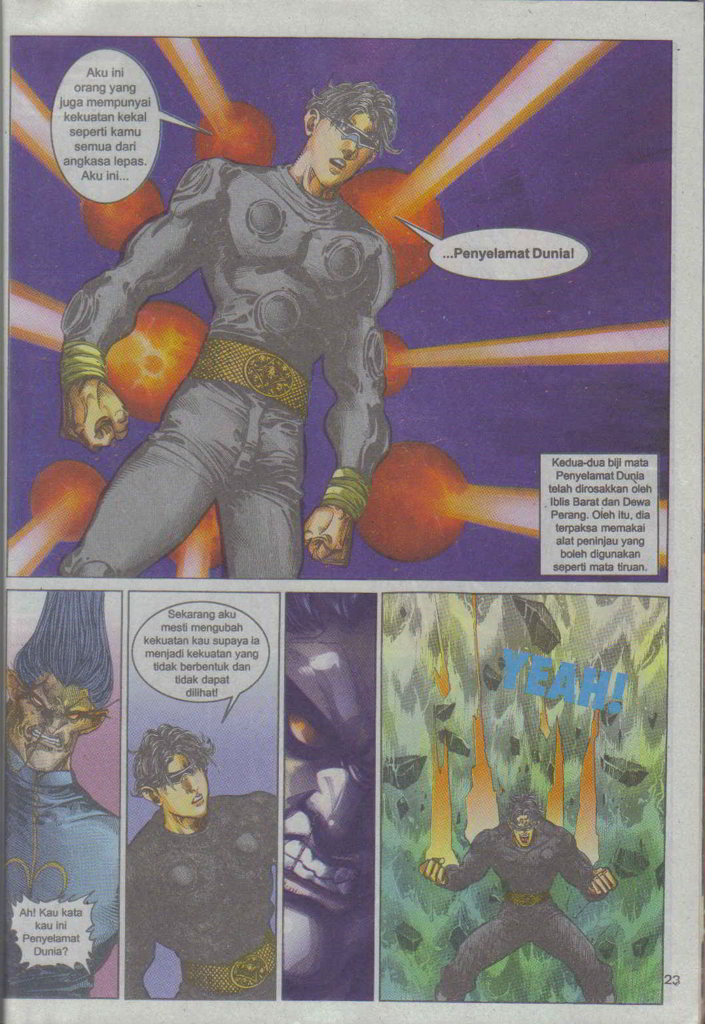 Aku ini
orang yang
juga mempunyai
kekuatan kekal
seperti kamu
semua dari
angkasa lepas.
Aku ini...
...Penyelamat Dunia!
Kedua-dua biji mata
Penyelamat Dunia
telah dirosakkan oleh
Iblis Barat dan Dewa
Perang. Oleh itu, dia
terpaksa memakai
alat peninjau yang
boleh digunakan
seperti mata tiruan.
Ah! Kau kata
kau ini
Penyelamat
Dunia?
Sekarang aku
mesti mengubah
kekuatan kau supaya ia
menjadi kekuatan yang
tidak berbentuk dan
tidak dapat
dilihat!
YEAH!
23